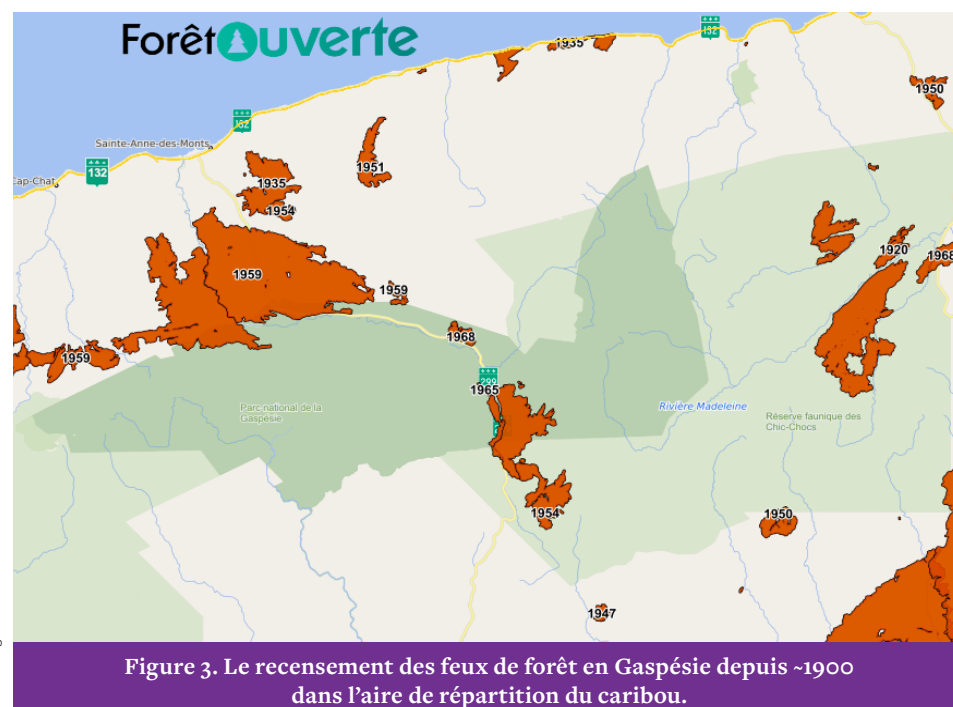 ForêtOuverte
132
1935
1950
132
Sainte-Anne-des-Monts
1951
132
Cap-Chat
1935
1954
1920
1968
1959
1959
1968
1959
299
1965
Parc national de la
Gaspésie
Rivière Madeleine
Réserve faunique des
Chic-Chocs
1954
1950
1947
Figure 3. Le recensement des feux de forêt en Gaspésie depuis ~1900
dans l'aire de répartition du caribou.